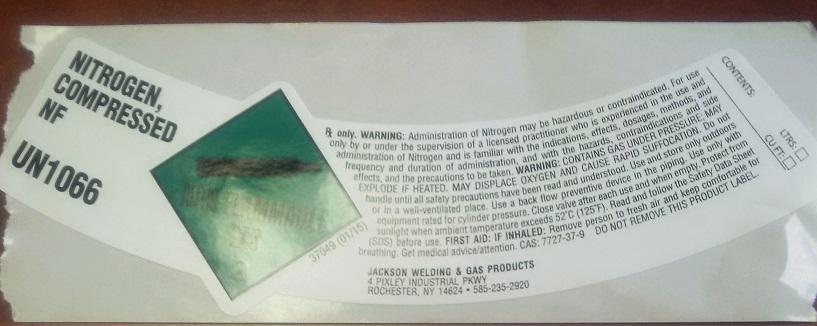 NITROGEN,
COMPRESSED
NF
UN1066
NON-FLAMMABLE
GAS
2
37049 (01/15)
℞ only. WARNING: Administration of Nitrogen may be hazardous or contraindicated. For use
only by or under the supervision of a licensed practitioner who is experienced in the use and
administration of Nitrogen and is familiar with the indications, effects, dosages, methods, and
frequency and duration of administration, and with the hazards, contraindications and side
effects, and the precautions to be taken. WARNING: CONTAINS GAS UNDER PRESSURE; MAY
EXPLODE IF HEATED. MAY DISPLACE OXYGEN AND CAUSE RAPID SUFFOCATION. Do not
handle until all safety precautions have been read and understood. Use and store only outdoors
or in a well-ventilated place. Use a back flow preventive device in the piping. Use only with
equipment rated for cylinder pressure. Close valve after each use and when empty. Protect from
sunlight when ambient temperature exceeds 52°C (125°F). Read and follow the Safety Data Sheet
(SDS) before use. FIRST AID: IF INHALED: Remove person to fresh air and keep comfortable for
breathing. Get medical advice/attention. CAS: 7727-37-9 DO NOT REMOVE THIS PRODUCT LABEL.
JACKSON WELDING & GAS PRODUCTS
4 PIXLEY INDUSTRIAL PKWY
ROCHESTER, NY 14624 • 585-235-2920
CONTENTS:
LTRS:
CU FT: